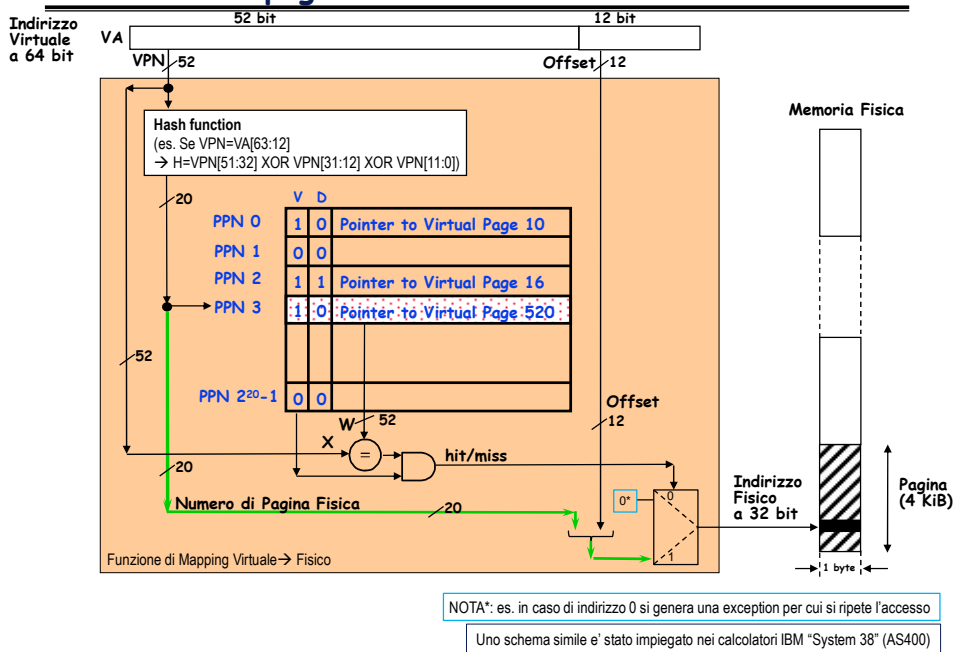 52 bit
12 bit
Indirizzo
Virtuale
a 64 bit
VA
VPN
52
Offset
12
Hash function
(es. Se VPN=VA[63:12]
→ H=VPN[51:32] XOR VPN[31:12] XOR VPN[11:0])
Memoria Fisica
20
V D
PPN 0 1 0 Pointer to Virtual Page 10
PPN 1 0 0
PPN 2 1 1 Pointer to Virtual Page 16
PPN 3 1 0 Pointer to Virtual Page 520
52
PPN 2²⁰-1 0 0
Offset
12
W 52
X
=
hit/miss
20
Numero di Pagina Fisica
20
0*
0
1
Indirizzo
Fisico
a 32 bit
Pagina
(4 KiB)
1 byte
Funzione di Mapping Virtuale→ Fisico
NOTA*: es. in caso di indirizzo 0 si genera una exception per cui si ripete l'accesso
Uno schema simile e' stato impiegato nei calcolatori IBM "System 38" (AS400)